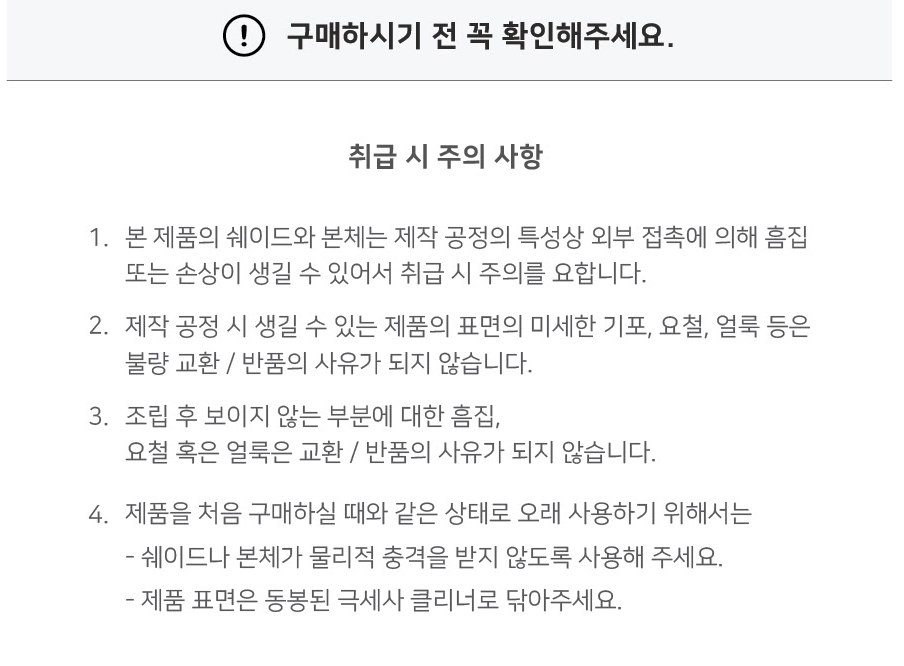 구매하시기 전 꼭 확인해주세요.
취급 시 주의 사항
1. 본 제품의 쉐이드와 본체는 제작 공정의 특성상 외부 접촉에 의해 흠집
또는 손상이 생길 수 있어서 취급 시 주의를 요합니다.
2. 제작 공정 시 생길 수 있는 제품의 표면의 미세한 기포, 요철, 얼룩 등은
불량 교환 / 반품의 사유가 되지 않습니다.
3. 조립 후 보이지 않는 부분에 대한 흠집,
요철 혹은 얼룩은 교환 / 반품의 사유가 되지 않습니다.
4. 제품을 처음 구매하실 때와 같은 상태로 오래 사용하기 위해서는
- 쉐이드나 본체가 물리적 충격을 받지 않도록 사용해 주세요.
- 제품 표면은 동봉된 극세사 클리너로 닦아주세요.